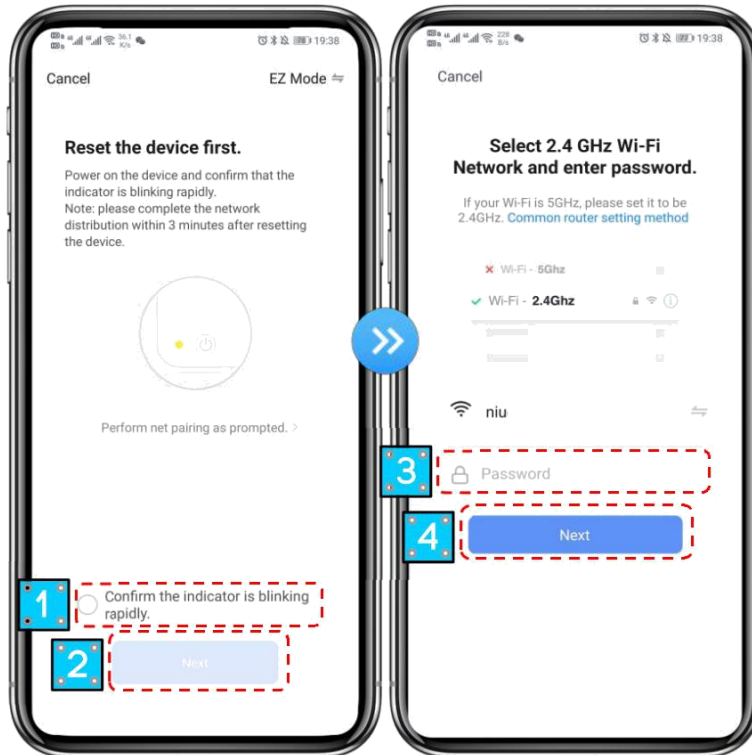 36.1
K/s
19:38
Cancel
EZ Mode
Reset the device first.
Power on the device and confirm that the
indicator is blinking rapidly.
Note: please complete the network
distribution within 3 minutes after resetting
the device.
Perform net pairing as prompted. >
1
Confirm the indicator is blinking
rapidly.
2
Next
228
B/s
19:38
Cancel
Select 2.4 GHz Wi-Fi
Network and enter password.
If your Wi-Fi is 5GHz, please set it to be
2.4GHz. Common router setting method
Wi-Fi - 5Ghz
Wi-Fi - 2.4Ghz
niu
3
Password
4
Next